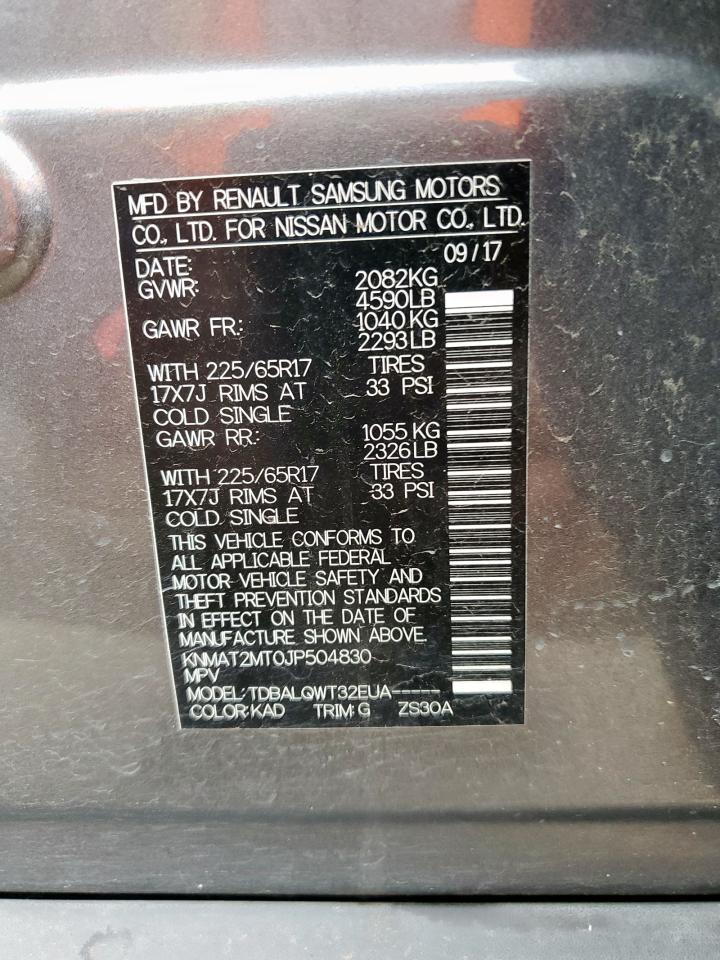 MFD BY RENAULT SAMSUNG MOTORS
CO., LTD. FOR NISSAN MOTOR CO., LTD.
DATE: 09/17
GVWR: 2082KG
4590LB
GAWR FR.: 1040KG
2293LB
WITH 225/65R17 TIRES
17X7J RIMS AT 33 PSI
COLD SINGLE
GAWR RR.: 1055KG
2326LB
WITH 225/65R17 TIRES
17X7J RIMS AT 33 PSI
COLD SINGLE
THIS VEHICLE CONFORMS TO
ALL APPLICABLE FEDERAL
MOTOR VEHICLE SAFETY AND
THEFT PREVENTION STANDARDS
IN EFFECT ON THE DATE OF
MANUFACTURE SHOWN ABOVE.
KNMAT2MT0JP504830
MPV
MODEL:TDBALQWT32EUA-----
COLOR:KAD TRIM:G ZS30A